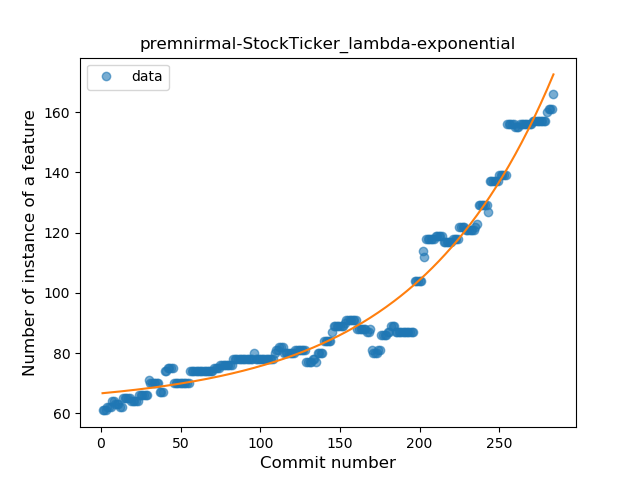 premnirmal-StockTicker_lambda-exponential
data
Number of instance of a feature
160
140
120
100
80
60
0 50 100 150 200 250
Commit number